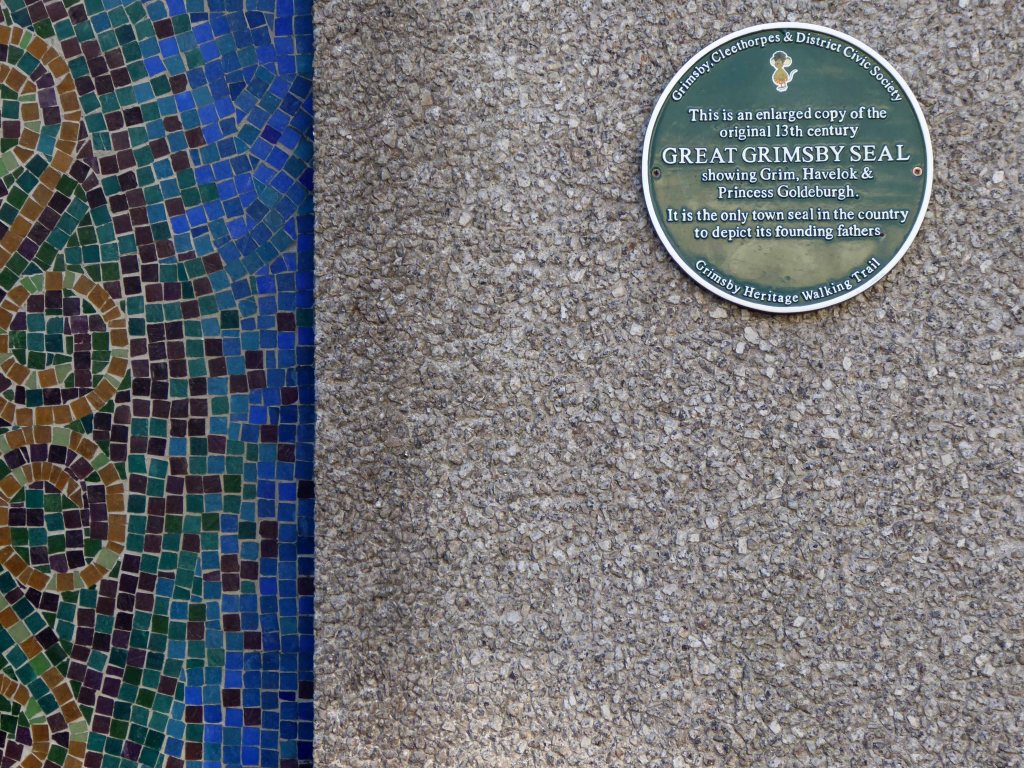 Grimsby, Cleethorpes & District Civic Society
This is an enlarged copy of the
original 13th century
GREAT GRIMSBY SEAL
showing Grim, Havelok &
Princess Goldeburgh.
It is the only town seal in the country
to depict its founding fathers
Grimsby Heritage Walking Trail